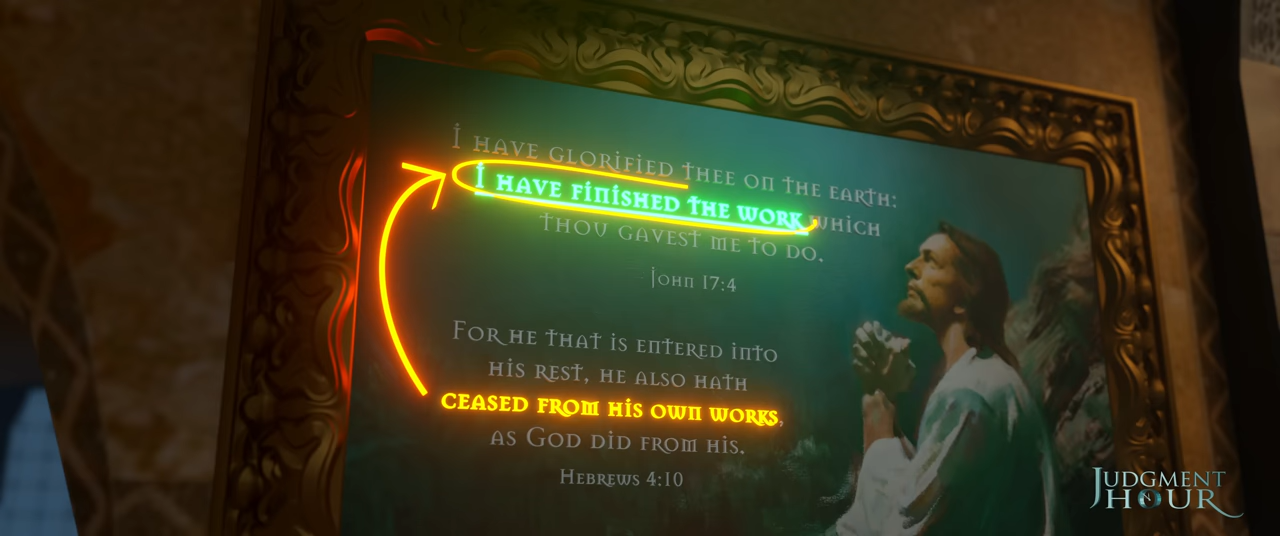 I HAVE GLORIFIED THEE ON THE EARTH:
I HAVE FINISHED THE WORK WHICH
THOU GAVEST ME TO DO.
JOHN 17:4
FOR HE THAT IS ENTERED INTO
HIS REST, HE ALSO HATH
CEASED FROM HIS OWN WORKS,
AS GOD DID FROM HIS.
HEBREWS 4:10
JUDGMENT
HOUR